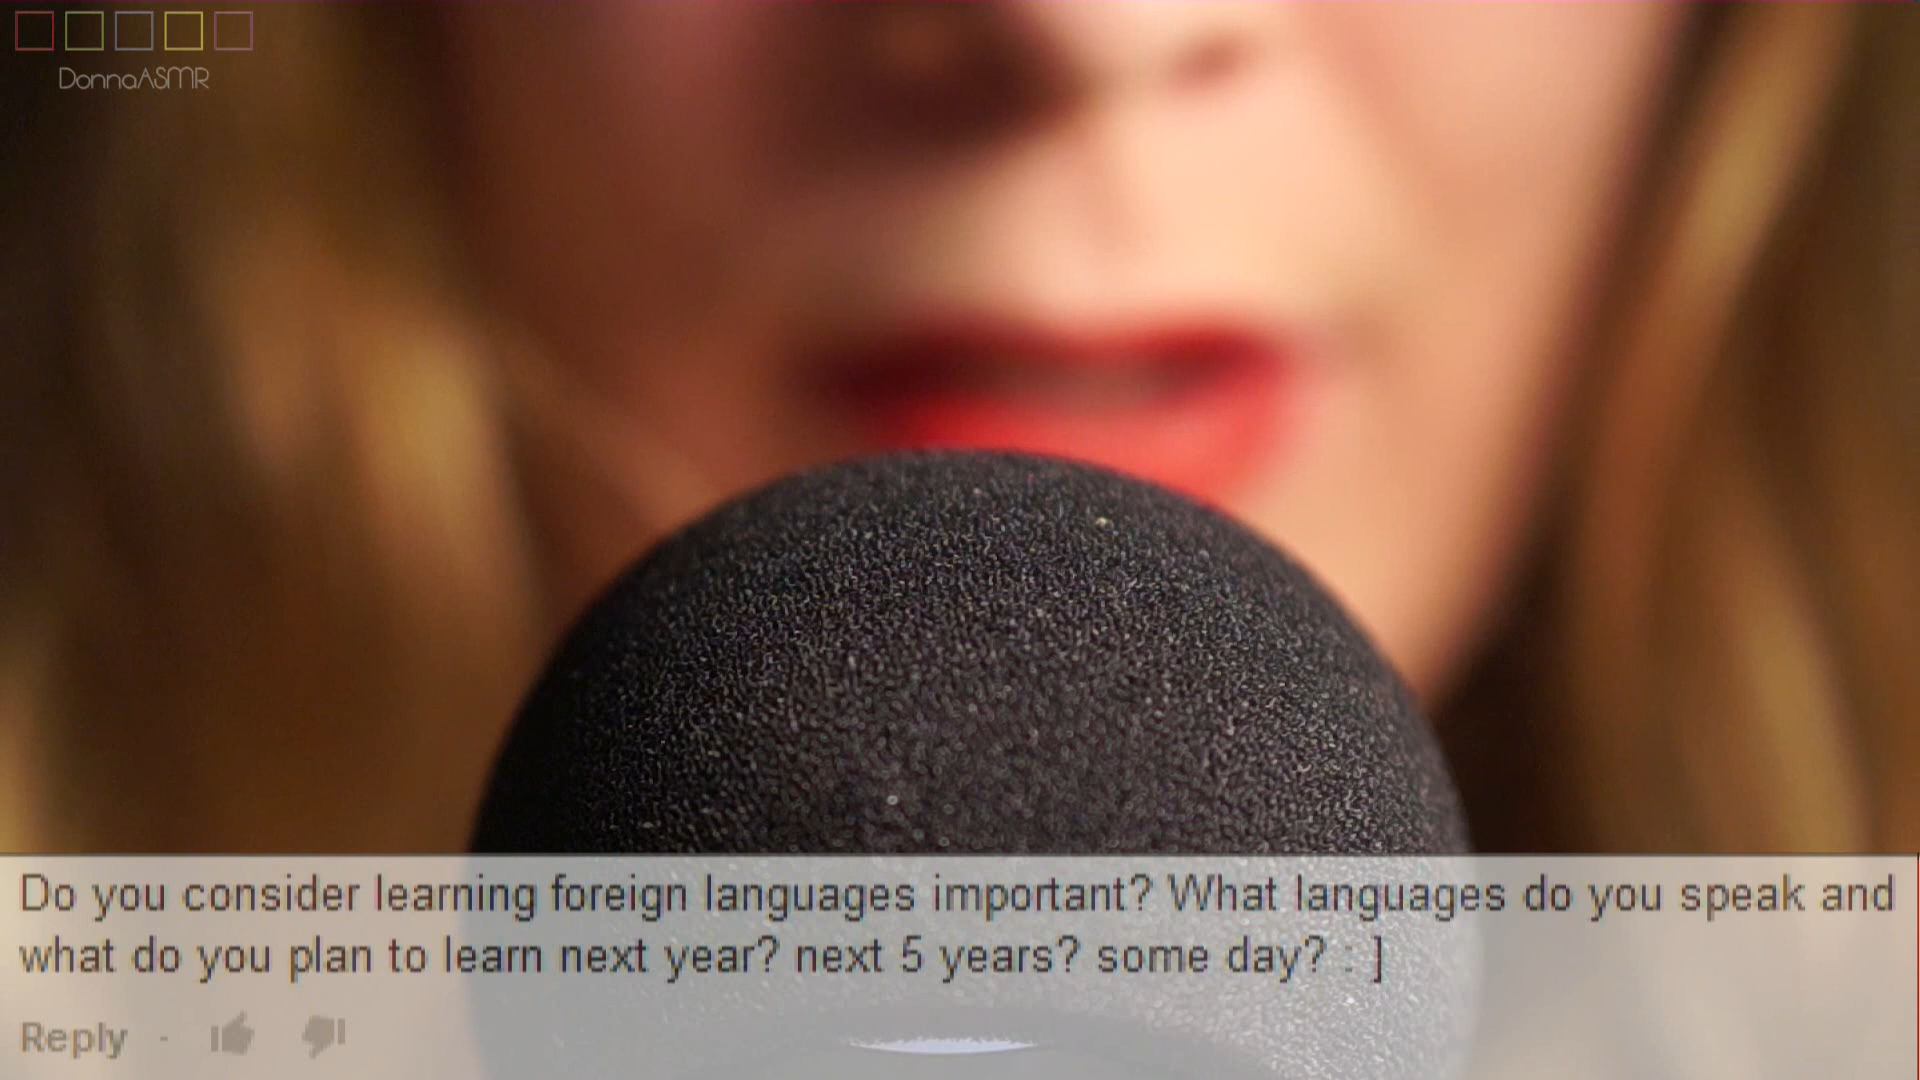 DonnaASMR
Do you consider learning foreign languages important? What languages do you speak and
what do you plan to learn next year? next 5 years? some day? : ]
Reply -